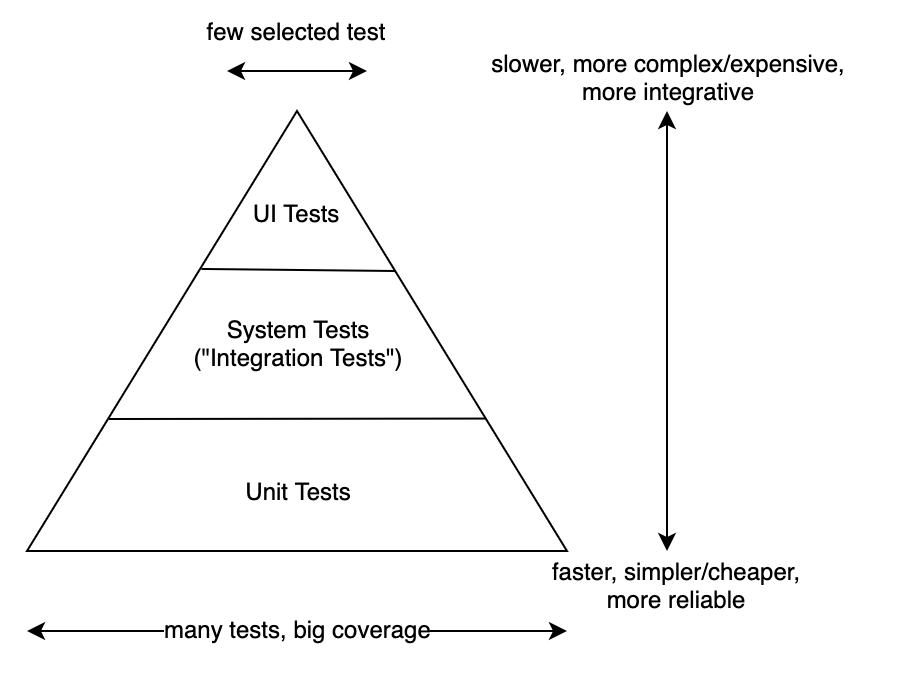 few selected test
slower, more complex/expensive,
more integrative
UI Tests
System Tests
("Integration Tests")
Unit Tests
faster, simpler/cheaper,
more reliable
many tests, big coverage